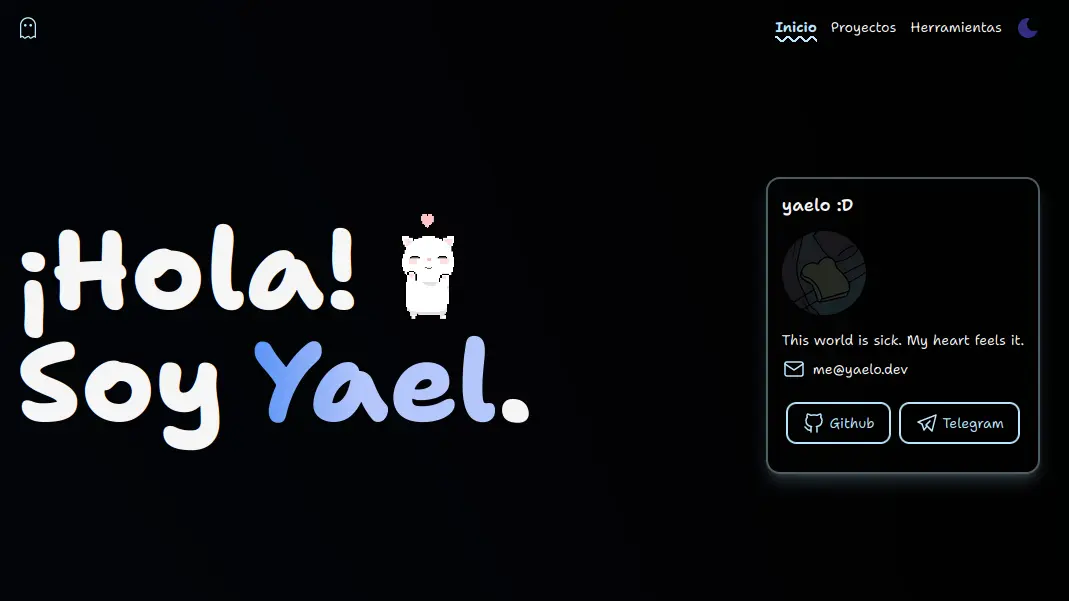 Inicio Proyectos Herramientas
¡Hola!
Soy Yael.
yaelo :D
This world is sick. My heart feels it.
me@yaelo.dev
Github Telegram